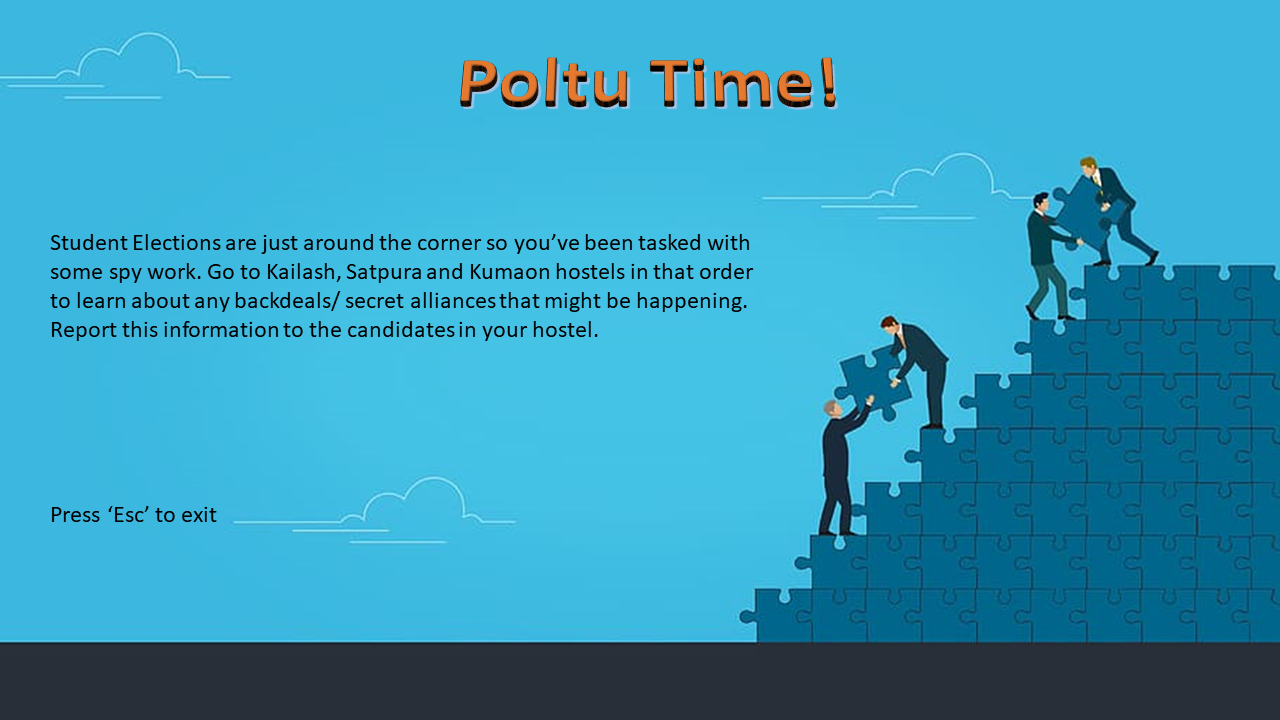 Poltu Time!
Student Elections are just around the corner so you’ve been tasked with
some spy work. Go to Kailash, Satpura and Kumaon hostels in that order
to learn about any backdeals/ secret alliances that might be happening.
Report this information to the candidates in your hostel.
Press ‘Esc’ to exit